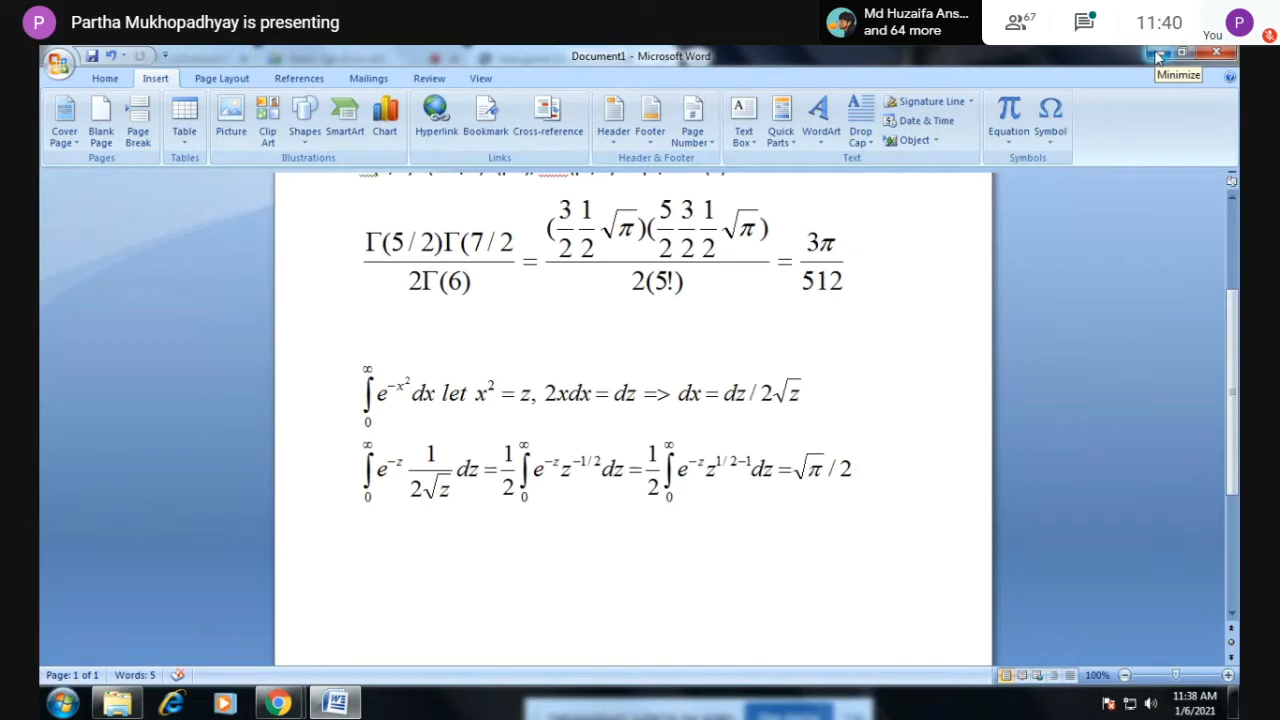 P Partha Mukhopadhyay is presenting
Md Huzaifa Ans...
and 64 more
67
11:40
You
P
Document1 - Microsoft Word
Minimize
Home Insert Page Layout References Mailings Review View
Cover Page Blank Page Page Break Table Picture Clip Art Shapes SmartArt Chart Hyperlink Bookmark Cross-reference Header Footer Page Number Text Box Quick Parts WordArt Drop Cap Signature Line Date & Time Object Equation Symbol
Pages Tables Illustrations Links Header & Footer Text Symbols
Γ(5/2)Γ(7/2 / 2Γ(6) = (3/2 1/2 √π)(5/2 3/2 1/2 √π) / 2(5!) = 3π/512
∫₀^∞ e^(-x²) dx let x² = z, 2xdx = dz => dx = dz / 2√z
∫₀^∞ e^(-z) 1/(2√z) dz = 1/2 ∫₀^∞ e^(-z) z^(-1/2) dz = 1/2 ∫₀^∞ e^(-z) z^(1/2-1) dz = √π / 2
Page: 1 of 1 Words: 5 100%
11:38 AM
1/6/2021